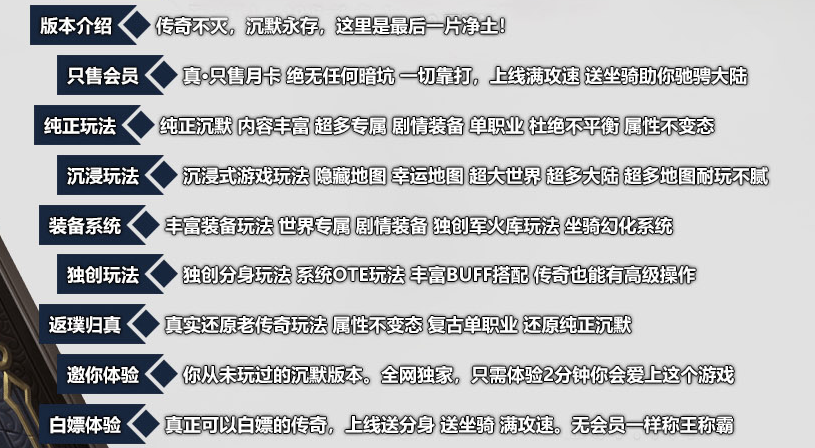 版本介绍 传奇不灭，沉默永存，这里是最后一片净土！
只售会员 真·只售月卡 绝无任何暗坑 一切靠打，上线满攻速 送坐骑助你驰骋大陆
纯正玩法 纯正沉默 内容丰富 超多专属 剧情装备 单职业 杜绝不平衡 属性不变态
沉浸玩法 沉浸式游戏玩法 隐藏地图 幸运地图 超大世界 超多大陆 超多地图耐玩不腻
装备系统 丰富装备玩法 世界专属 剧情装备 独创军火库玩法 坐骑幻化系统
独创玩法 独创分身玩法 系统OTE玩法 丰富BUFF搭配 传奇也能有高级操作
返璞归真 真实还原老传奇玩法 属性不变态 复古单职业 还原纯正沉默
邀你体验 你从未玩过的沉默版本。全网独家，只需体验2分钟你会爱上这个游戏
白嫖体验 真正可以白嫖的传奇，上线送分身 送坐骑 满攻速。无会员一样称王称霸